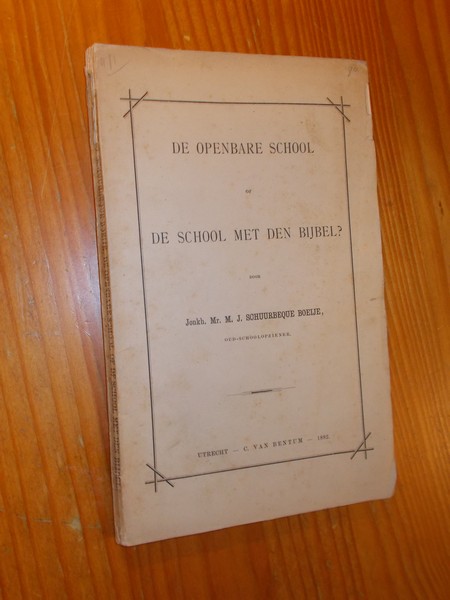 DE OPENBARE SCHOOL
OF
DE SCHOOL MET DEN BIJBEL?
DOOR
Jonkh. Mr. M. J. SCHUURBEQUE BOEIJE,
OUD-SCHOOLOPZIENER.
UTRECHT — C. VAN BENTUM — 1882.